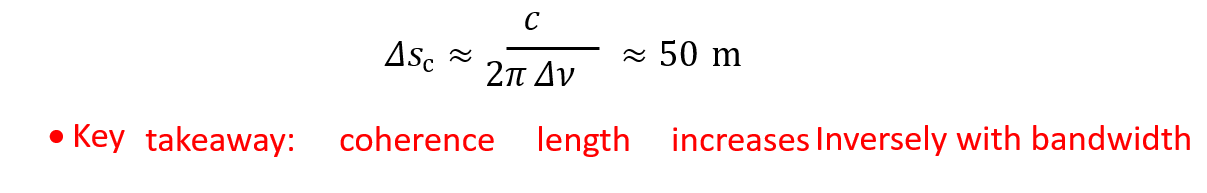 Δs_c ≈ c / (2π Δν) ≈ 50 m
• Key takeaway: coherence length increases Inversely with bandwidth